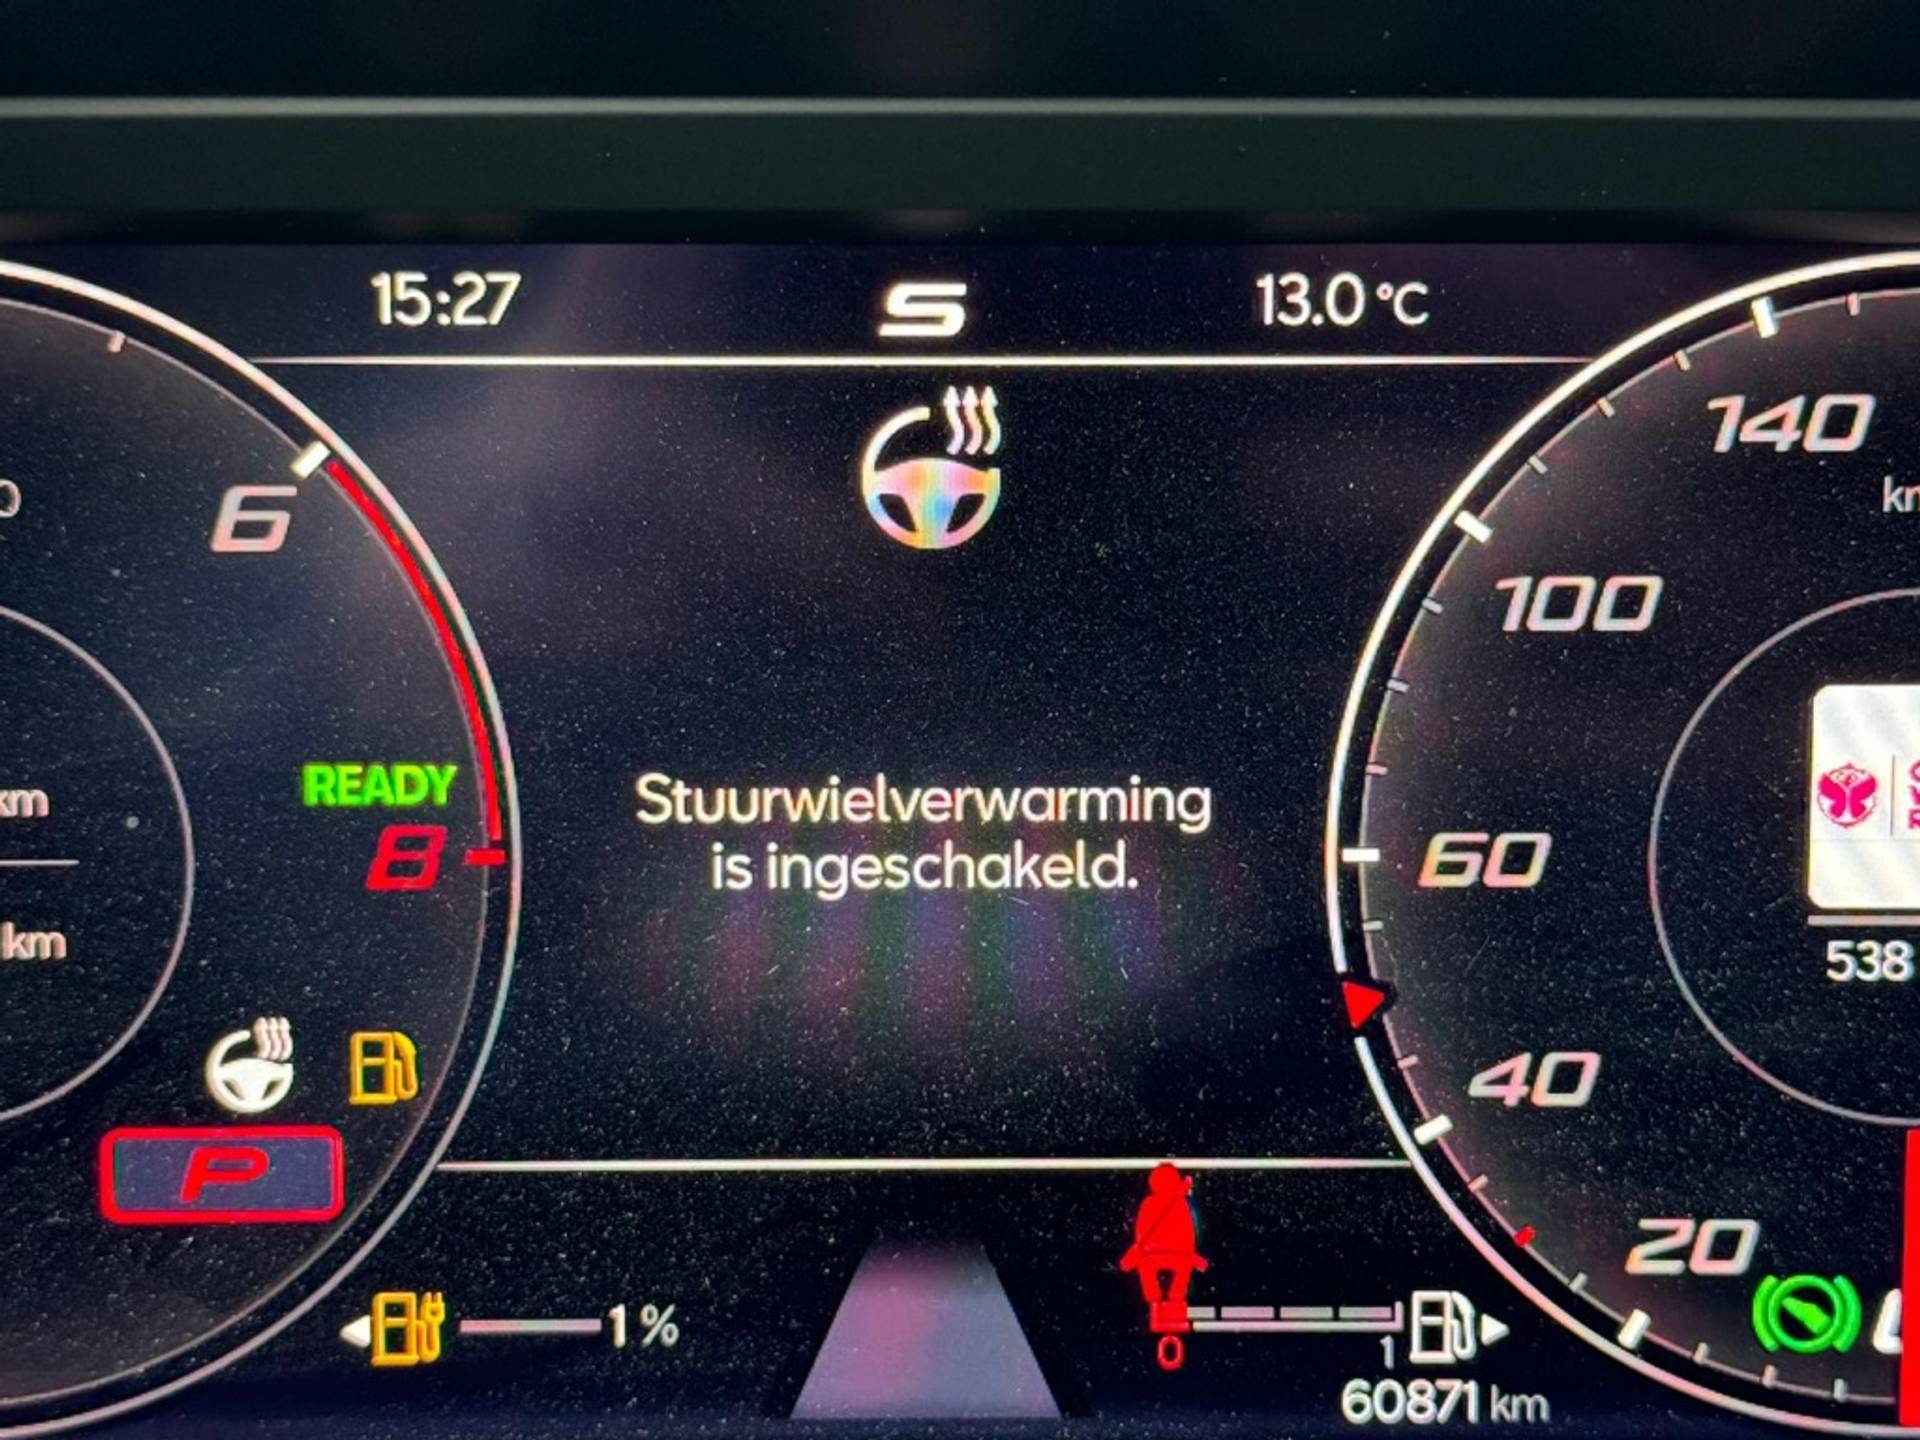 15:27
S
13.0 °C
6
140
100
READY
Stuurwielverwarming
8
60
is ingeschakeld.
km
km
538
40
P
20
1%
0
1
60871 km